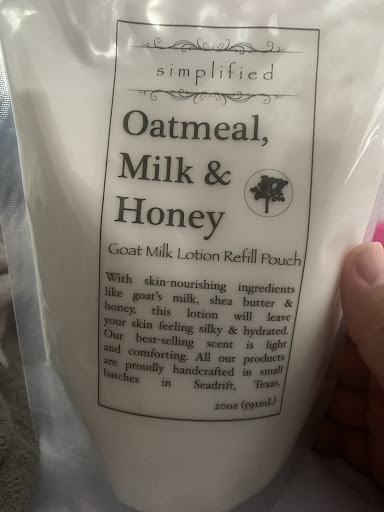 simplified
Oatmeal,
Milk &
Honey
Goat Milk Lotion Refill Pouch
With skin-nourishing ingredients
like goat's milk, shea butter &
honey, this lotion will leave
your skin feeling silky & hydrated.
Our best-selling scent is light
and comforting. All our products
are proudly handcrafted in small
batches in Seadrift, Texas.
20oz (591mL)